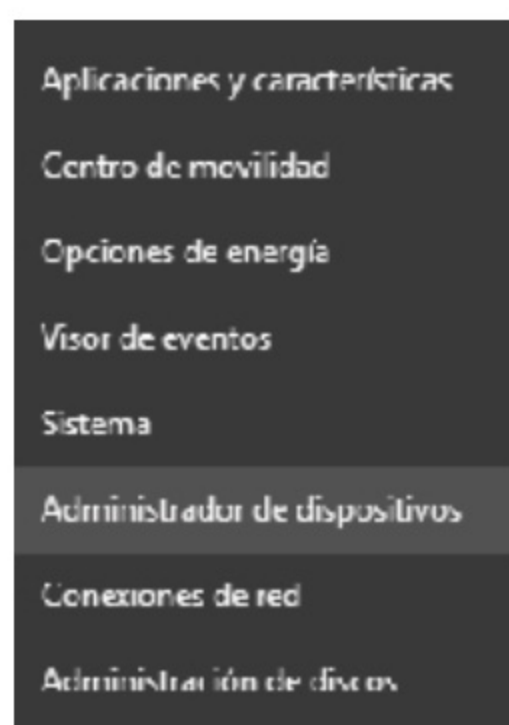 Aplicaciones y características
Centro de movilidad
Opciones de energía
Visor de eventos
Sistema
Administrador de dispositivos
Conexiones de red
Administración de discos